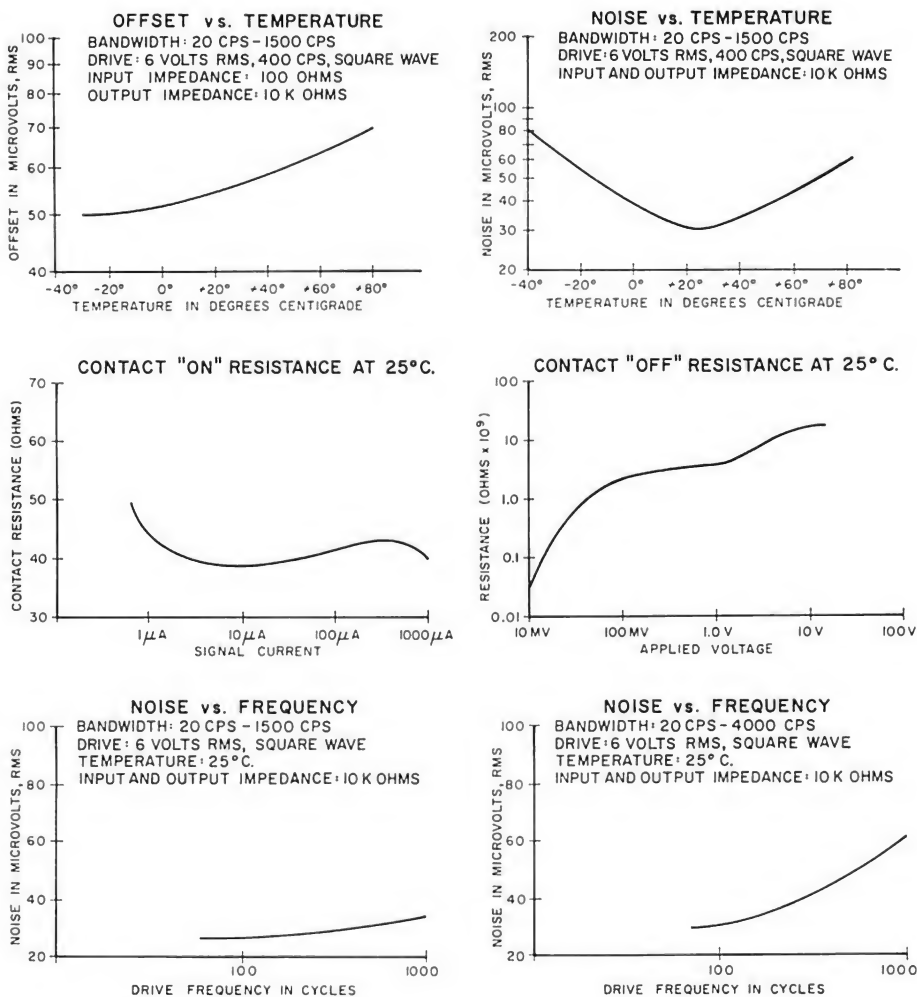 OFFSET vs. TEMPERATURE
BANDWIDTH: 20 CPS-1500 CPS
DRIVE: 6 VOLTS RMS, 400 CPS, SQUARE WAVE
INPUT IMPEDANCE: 100 OHMS
OUTPUT IMPEDANCE: 10 K OHMS
OFFSET IN MICROVOLTS, RMS
100
90
80
70
60
50
40
-40° -20° 0° +20° +40° +60° +80°
TEMPERATURE IN DEGREES CENTIGRADE
NOISE vs. TEMPERATURE
BANDWIDTH: 20 CPS-1500 CPS
DRIVE: 6 VOLTS RMS, 400 CPS, SQUARE WAVE
INPUT AND OUTPUT IMPEDANCE: 10K OHMS
NOISE IN MICROVOLTS, RMS
200
100
80
60
50
40
30
20
-40° -20° 0° +20° +40° +60° +80°
TEMPERATURE IN DEGREES CENTIGRADE
CONTACT "ON" RESISTANCE AT 25° C.
CONTACT RESISTANCE (OHMS)
70
60
50
40
30
1µA 10µA 100µA 1000µA
SIGNAL CURRENT
CONTACT "OFF" RESISTANCE AT 25° C.
RESISTANCE (OHMS x 10⁹)
100
10
1.0
0.1
0.01
10 MV 100 MV 1.0 V 10 V 100 V
APPLIED VOLTAGE
NOISE vs. FREQUENCY
BANDWIDTH: 20 CPS-1500 CPS
DRIVE: 6 VOLTS RMS, SQUARE WAVE
TEMPERATURE: 25° C.
INPUT AND OUTPUT IMPEDANCE: 10 K OHMS
NOISE IN MICROVOLTS, RMS
100
80
60
40
20
100 1000
DRIVE FREQUENCY IN CYCLES
NOISE vs. FREQUENCY
BANDWIDTH: 20 CPS-4000 CPS
DRIVE: 6 VOLTS RMS, SQUARE WAVE
TEMPERATURE: 25° C.
INPUT AND OUTPUT IMPEDANCE: 10 K OHMS
NOISE IN MICROVOLTS, RMS
100
80
60
40
20
100 1000
DRIVE FREQUENCY IN CYCLES